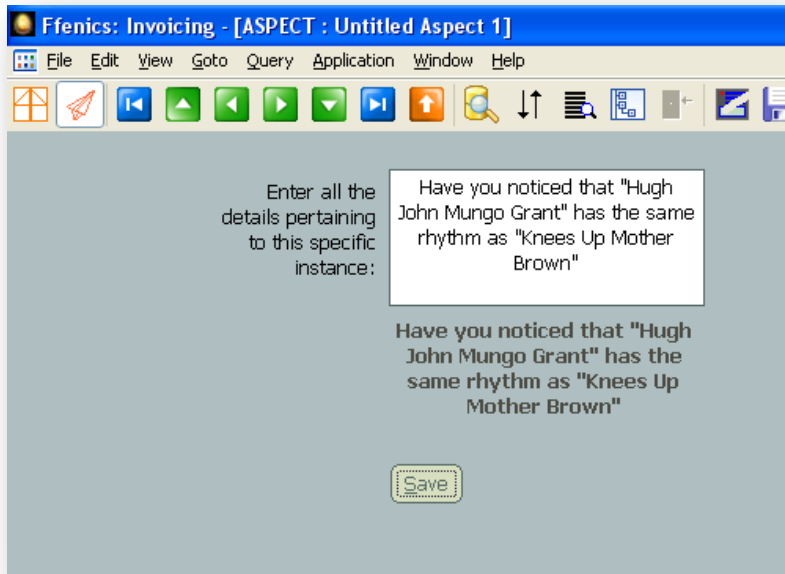 Ffenics: Invoicing - [ASPECT : Untitled Aspect 1]
File Edit View Goto Query Application Window Help
Enter all the
details pertaining
to this specific
instance:
Have you noticed that "Hugh
John Mungo Grant" has the same
rhythm as "Knees Up Mother
Brown"
Have you noticed that "Hugh
John Mungo Grant" has the
same rhythm as "Knees Up
Mother Brown"
Save